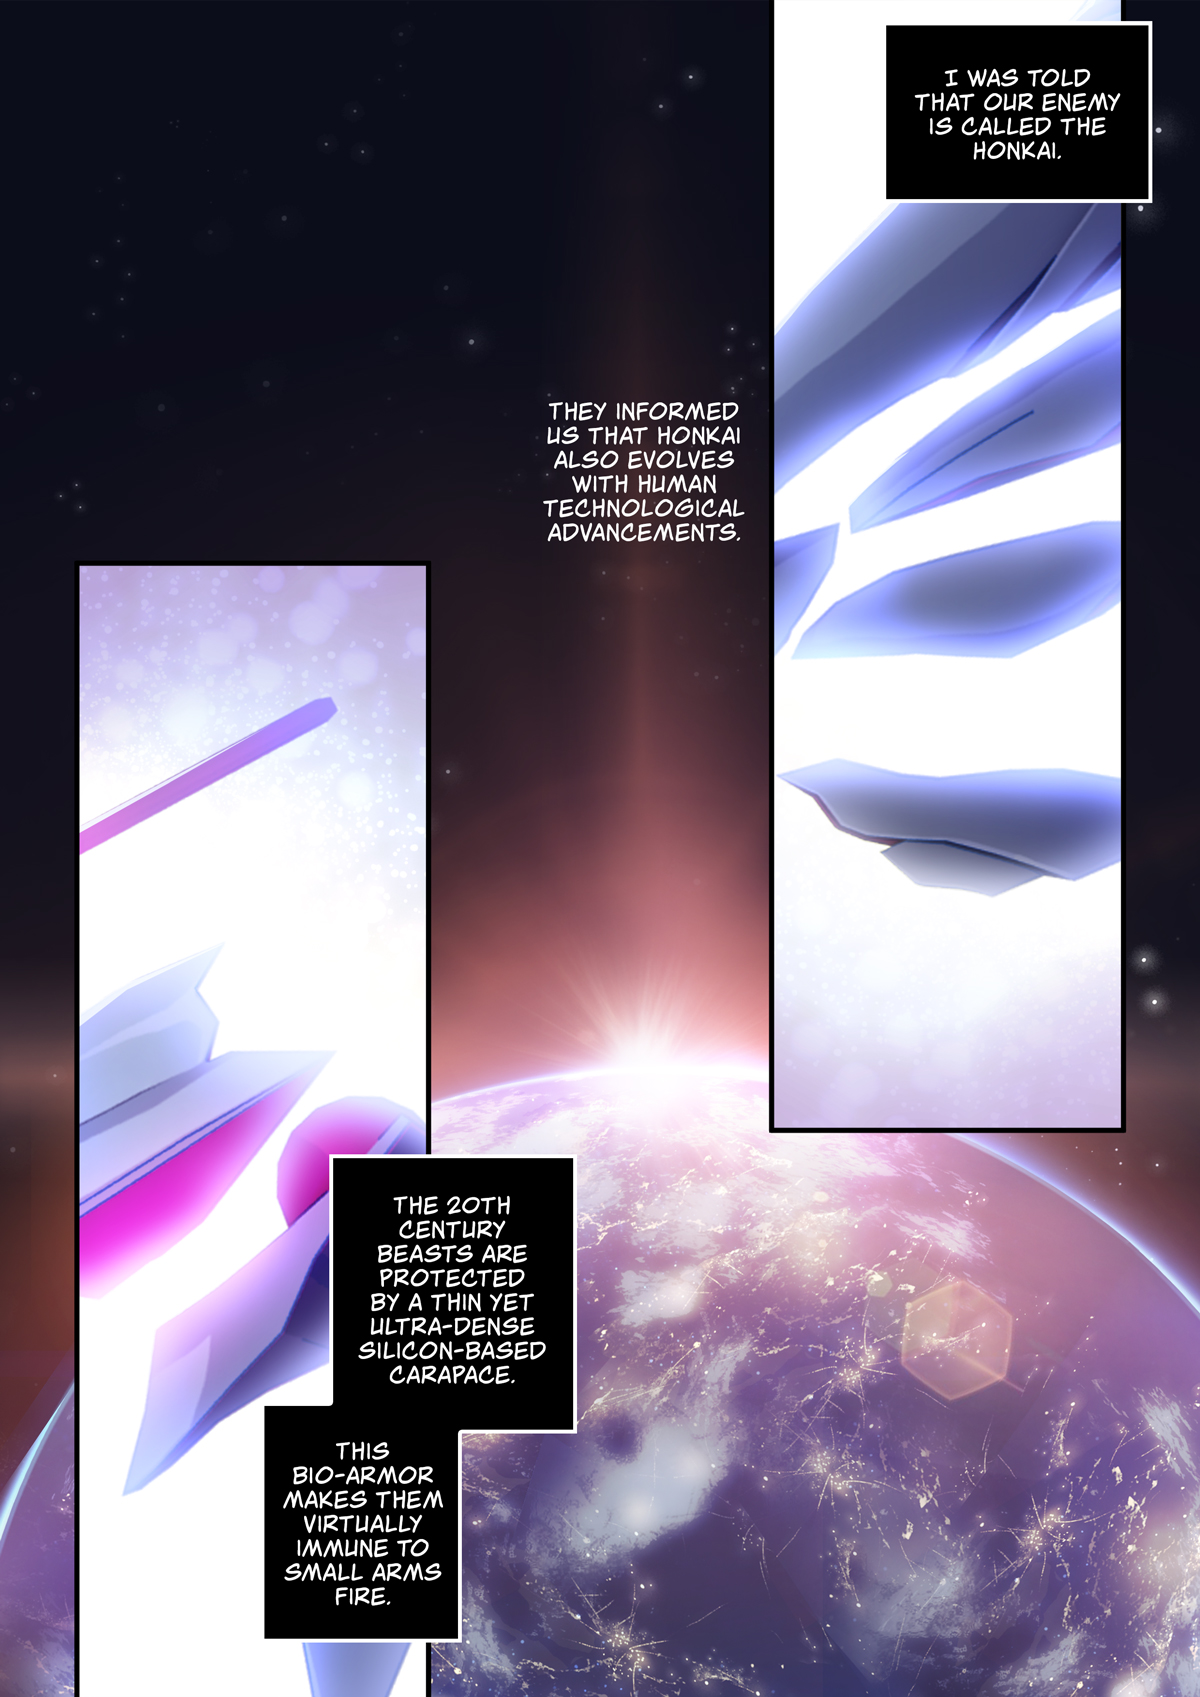 I WAS TOLD
THAT OUR ENEMY
IS CALLED THE
HONKAI.
THEY INFORMED
US THAT HONKAI
ALSO EVOLVES
WITH HUMAN
TECHNOLOGICAL
ADVANCEMENTS.
THE 20TH
CENTURY
BEASTS ARE
PROTECTED
BY A THIN YET
ULTRA-DENSE
SILICON-BASED
CARAPACE.
THIS
BIO-ARMOR
MAKES THEM
VIRTUALLY
IMMUNE TO
SMALL ARMS
FIRE.